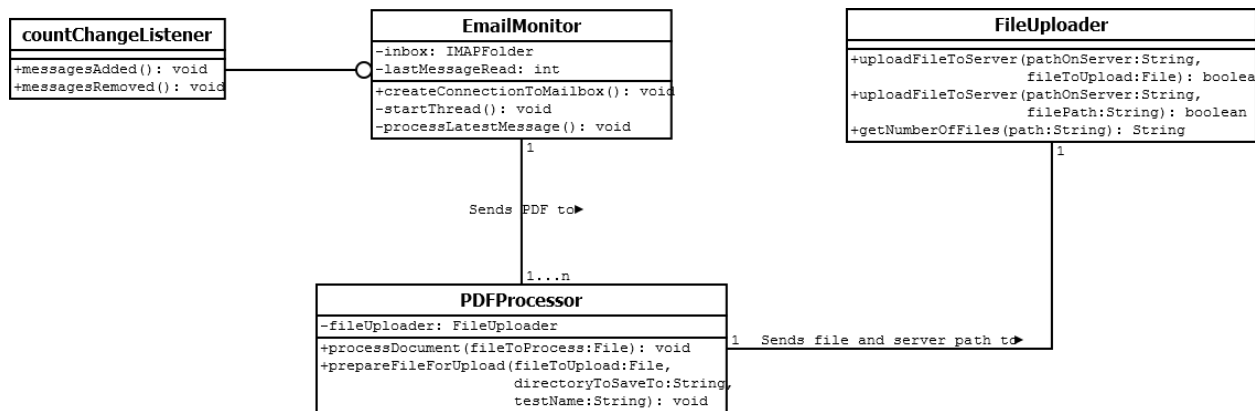 countChangeListener
+messagesAdded(): void
+messagesRemoved(): void
EmailMonitor
-inbox: IMAPFolder
-lastMessageRead: int
+createConnectionToMailbox(): void
-startThread(): void
-processLatestMessage(): void
FileUploader
+uploadFileToServer(pathOnServer:String,
fileToUpload:File): boolea
+uploadFileToServer(pathOnServer:String,
filePath:String): boolean
+getNumberOfFiles(path:String): String
1
1
Sends PDF to
1...n
PDFProcessor
-fileUploader: FileUploader
+processDocument(fileToProcess:File): void
+prepareFileForUpload(fileToUpload:File,
directoryToSaveTo:String,
testName:String): void
1 Sends file and server path to